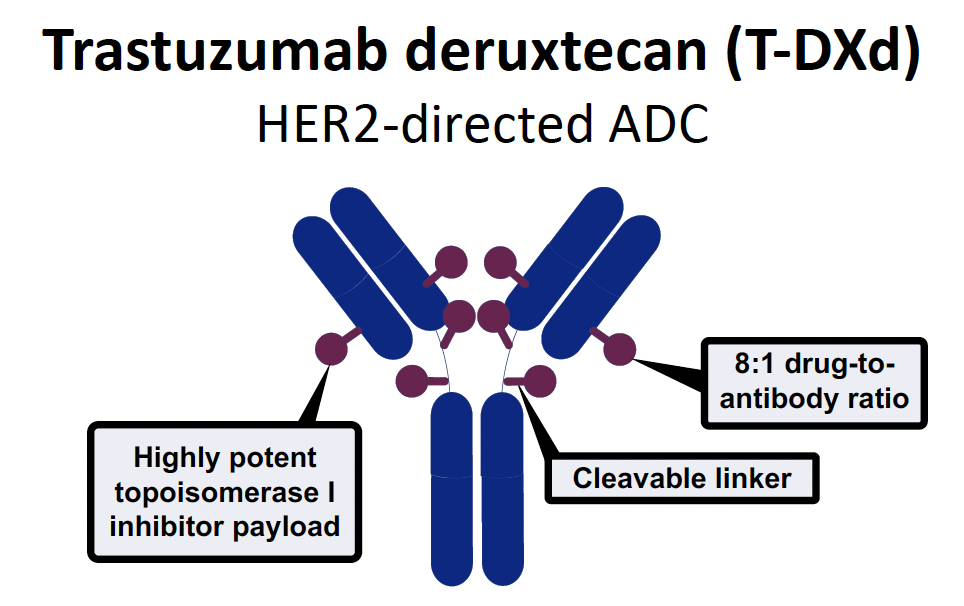 Trastuzumab deruxtecan (T-DXd)
HER2-directed ADC
8:1 drug-to-
antibody ratio
Highly potent
topoisomerase I
inhibitor payload
Cleavable linker